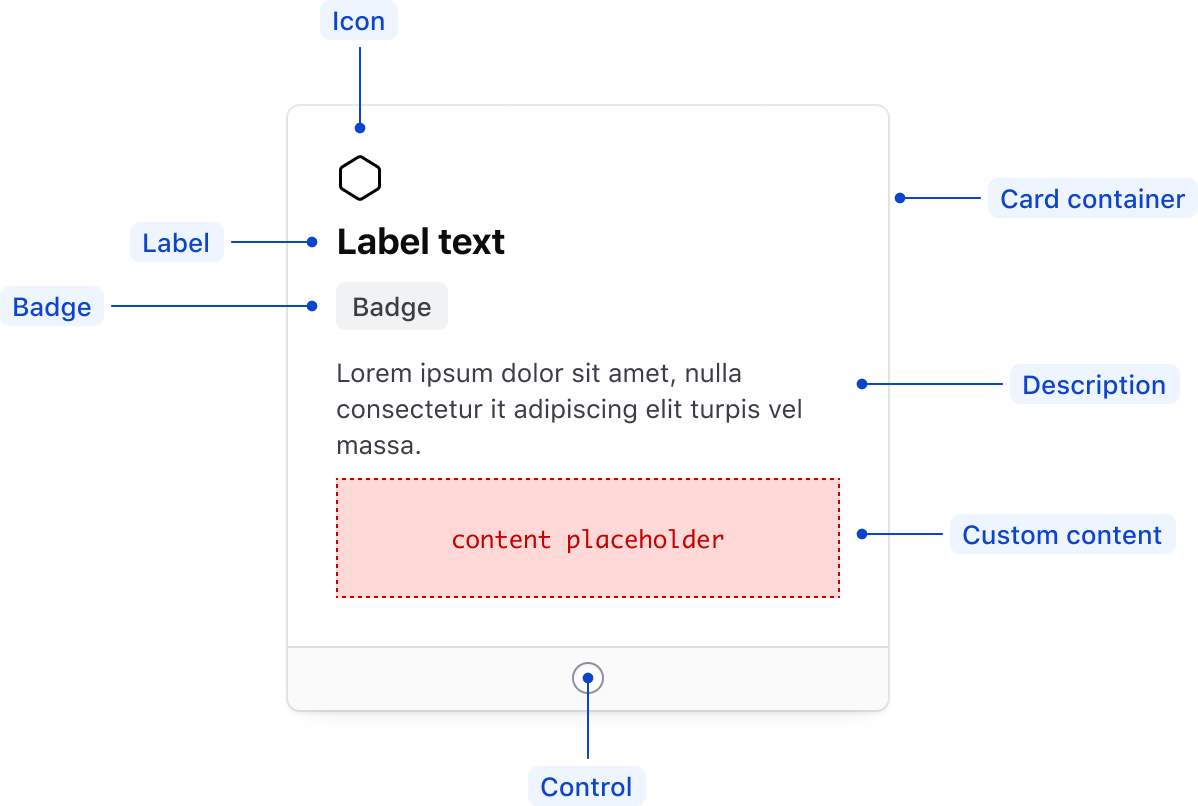 Icon
Card container
Label
Label text
Badge
Badge
Lorem ipsum dolor sit amet, nulla
consectetur it adipiscing elit turpis vel
massa.
Description
content placeholder
Custom content
Control